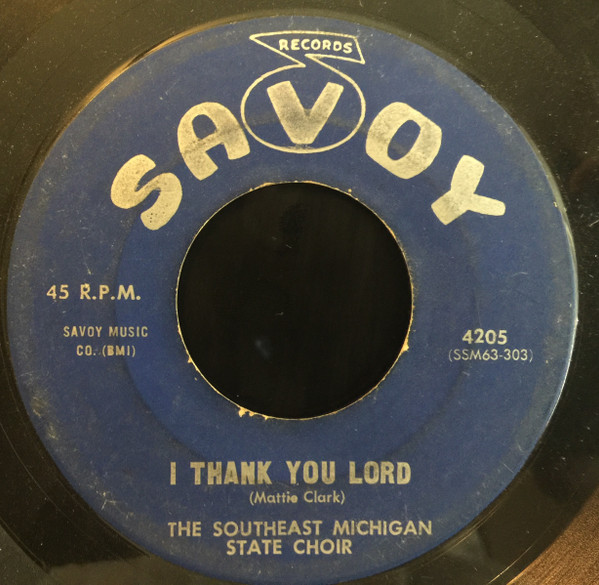 RECORDS
SAVOY
45 R.P.M.
SAVOY MUSIC
CO. (BMI)
4205
(SSM63-303)
I THANK YOU LORD
(Mattie Clark)
THE SOUTHEAST MICHIGAN
STATE CHOIR